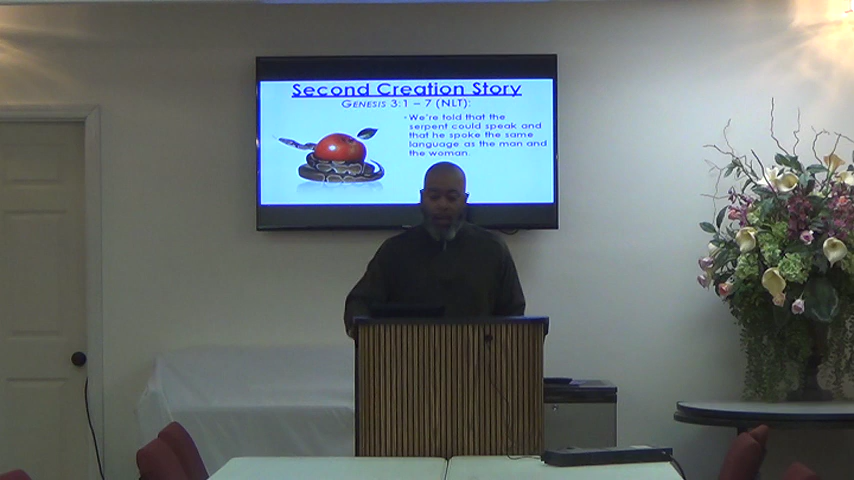 Second Creation Story
GENESIS 3:1 – 7 (NLT):
• We're told that the
serpent could speak and
that he spoke the same
language as the man and
the woman.